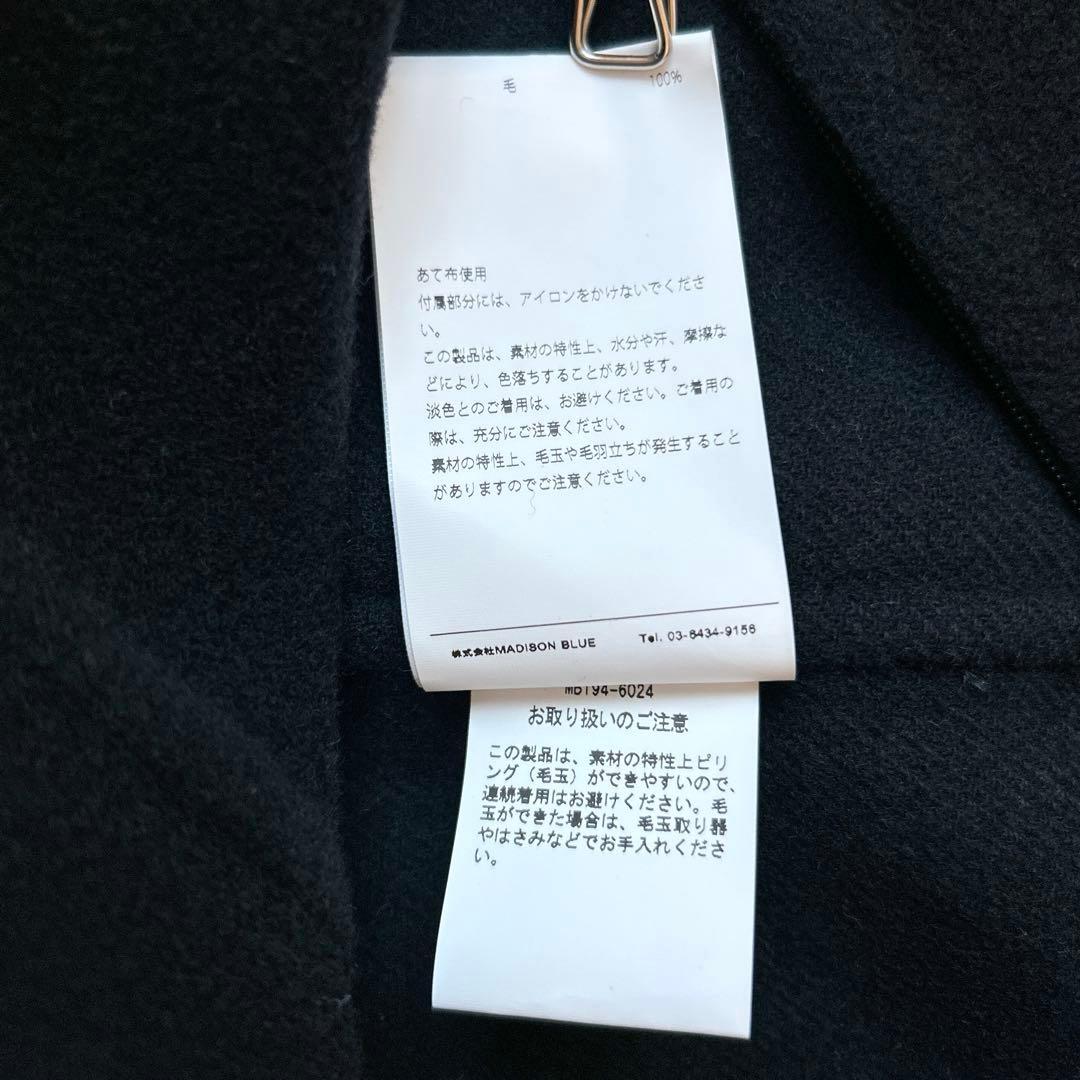 毛 100%
あて布使用
付属部分には、アイロンをかけないでくださ
い。
この製品は、素材の特性上、水分や汗、摩擦な
どにより、色落ちすることがあります。
淡色とのご着用は、お避けください。ご着用の
際は、充分にご注意ください。
素材の特性上、毛玉や毛羽立ちが発生すること
がありますのでご注意ください。
株式会社MADISON BLUE Tel. 03-6434-9156
MB194-6024
お取り扱いのご注意
この製品は、素材の特性上ピリ
ング（毛玉）ができやすいので、
連続着用はお避けください。毛
玉ができた場合は、毛玉取り器
やはさみなどでお手入れくださ
い。